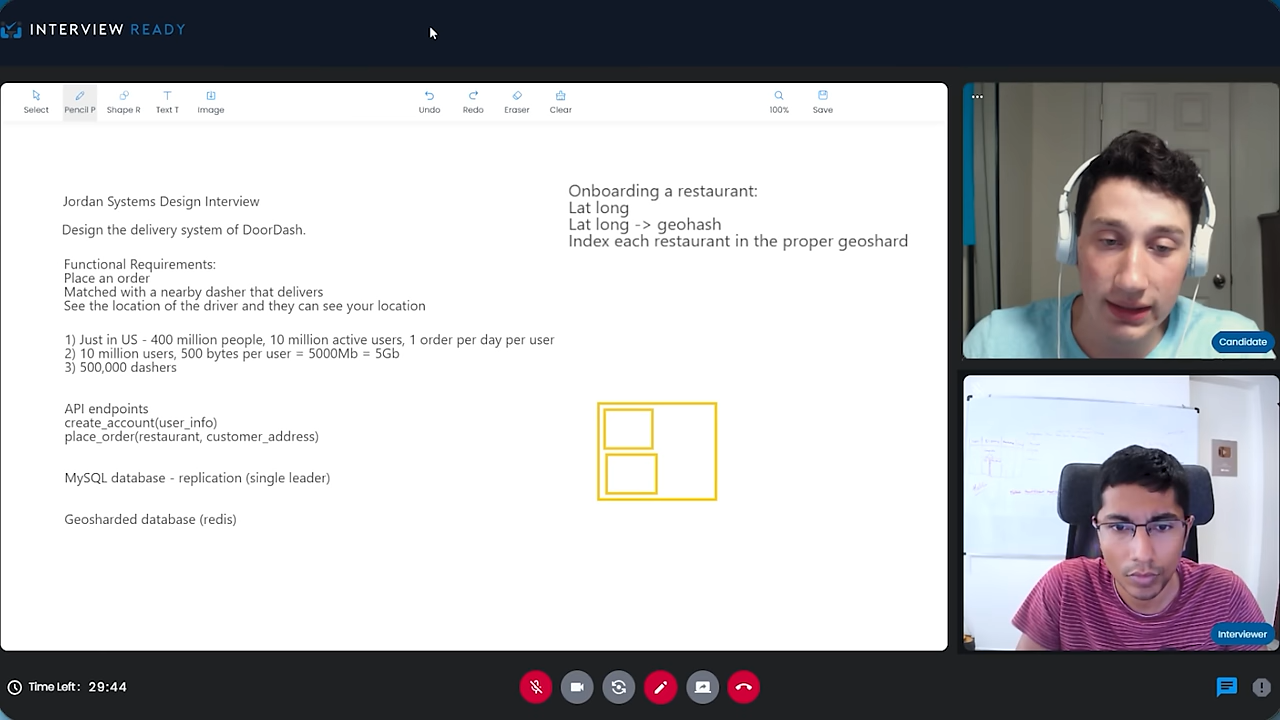 INTERVIEW READY
Select
Pencil P
Shape R
Text T
Image
Undo
Redo
Eraser
Clear
100%
Save
Jordan Systems Design Interview
Design the delivery system of DoorDash.
Functional Requirements:
Place an order
Matched with a nearby dasher that delivers
See the location of the driver and they can see your location
1) Just in US - 400 million people, 10 million active users, 1 order per day per user
2) 10 million users, 500 bytes per user = 5000Mb = 5Gb
3) 500,000 dashers
API endpoints
create_account(user_info)
place_order(restaurant, customer_address)
MySQL database - replication (single leader)
Geosharded database (redis)
Onboarding a restaurant:
Lat long
Lat long -> geohash
Index each restaurant in the proper geoshard
Candidate
Interviewer
Time Left : 29:44